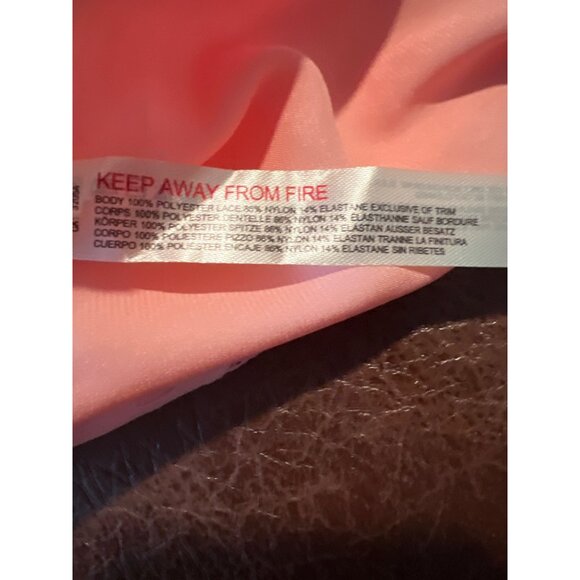 KEEP AWAY FROM FIRE
BODY 100% POLYESTER LACE 86% NYLON 14% ELASTANE EXCLUSIVE OF TRIM
CORPS 100% POLYESTER DENTELLE 86% NYLON 14% ELASTHANNE SAUF BORDURE
KÖRPER 100% POLYESTER SPITZE 86% NYLON 14% ELASTAN AUSSER BESATZ
CORPO 100% POLIESTERE PIZZO 86% NYLON 14% ELASTAN TRANNE LA FINITURA
CUERPO 100% POLIESTER ENCAJE 86% NYLON 14% ELASTANE SIN RIBETES